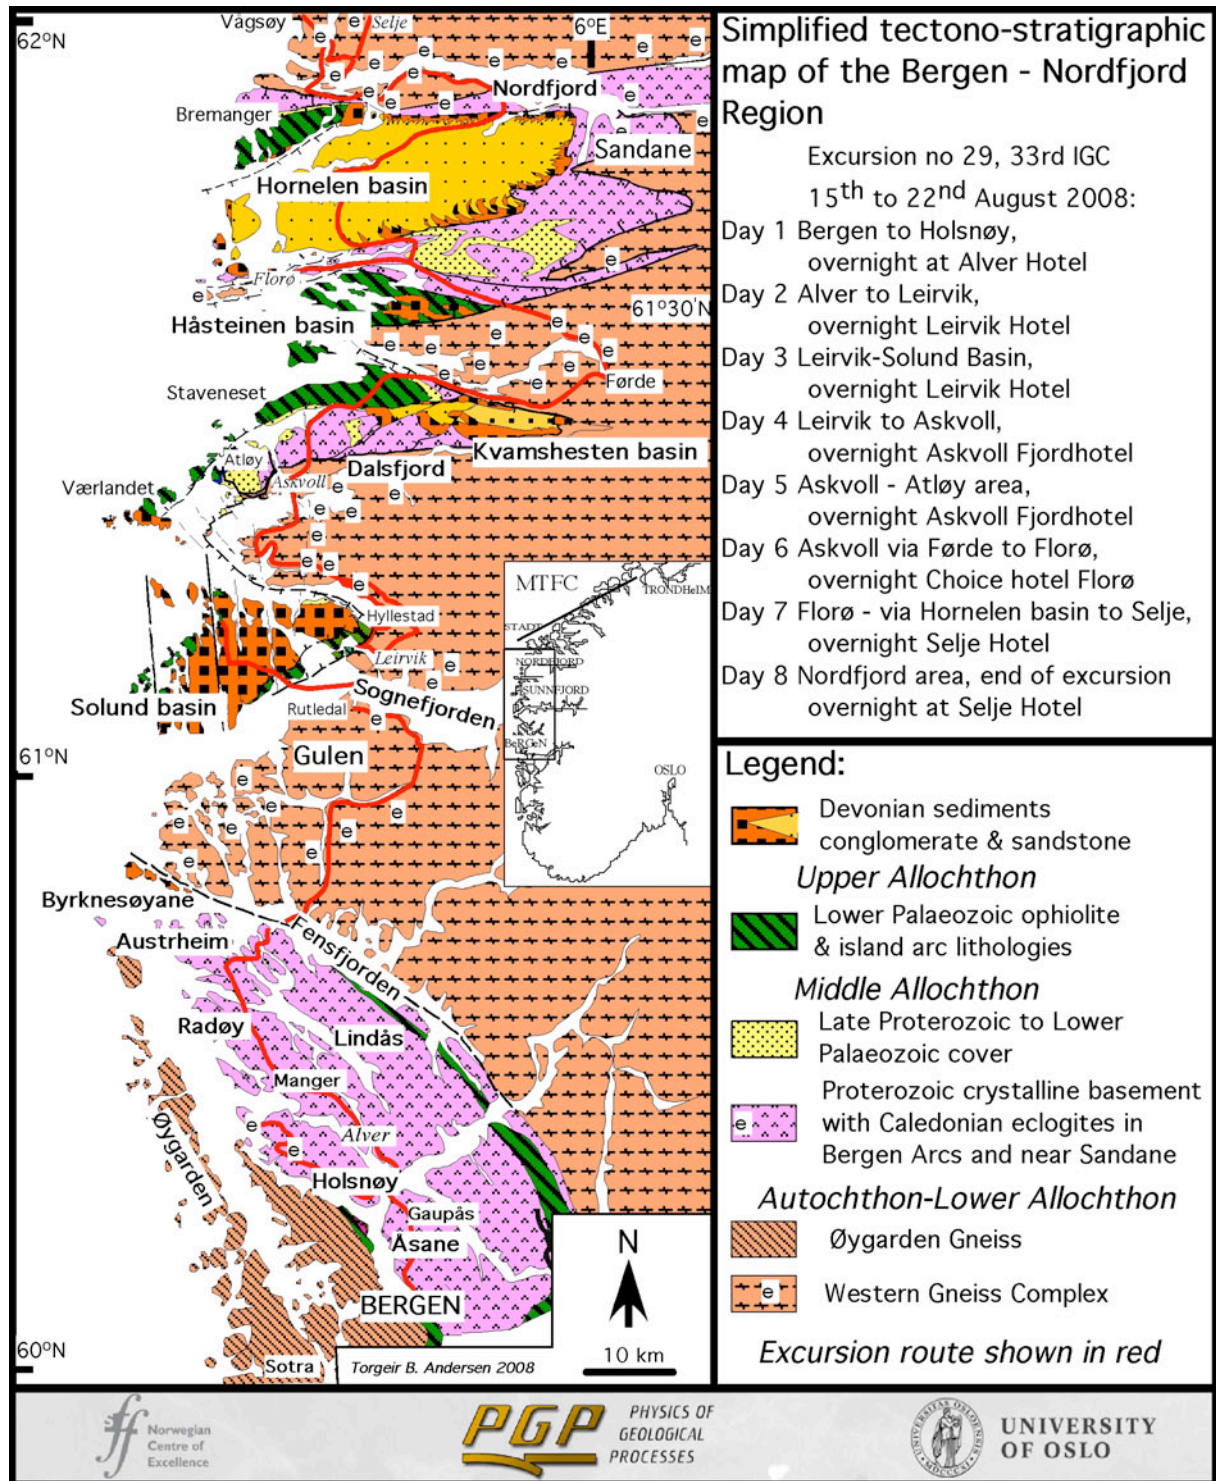 62ºN
Vågsøy
Selje
6ºE
e
e
e
e
e
e
e
e
e
e
e
Nordfjord
Bremanger
Sandane
Hornelen basin
Florø
e
e
61º30'N
Håsteinen basin
e
e
e
e
e
e
e
e
Førde
Staveneset
Kvamshesten basin
Atløy
Dalsfjord
Værlandet
Askvoll
e
e
e
e
e
e
e
e
Hyllestad
Leirvik
e
e
Solund basin
Sognefjorden
Rutledal
e
Gulen
61ºN
e
e
e
e
e
e
e
e
Byrknesøyane
Austrheim
Fensfjorden
Radøy
Lindås
Manger
Øygarden
e
Alver
e
Holsnøy
Gaupås
Åsane
BERGEN
60ºN
Sotra
Torgeir B. Andersen 2008
N
10 km
MTFC
TRONDHeIM
STADT
NORDFJORD
SUNNFJORD
BeRGeN
OSLO
Simplified tectono-stratigraphic
map of the Bergen - Nordfjord
Region
Excursion no 29, 33rd IGC
15th to 22nd August 2008:
Day 1 Bergen to Holsnøy,
overnight at Alver Hotel
Day 2 Alver to Leirvik,
overnight Leirvik Hotel
Day 3 Leirvik-Solund Basin,
overnight Leirvik Hotel
Day 4 Leirvik to Askvoll,
overnight Askvoll Fjordhotel
Day 5 Askvoll - Atløy area,
overnight Askvoll Fjordhotel
Day 6 Askvoll via Førde to Florø,
overnight Choice hotel Florø
Day 7 Florø - via Hornelen basin to Selje,
overnight Selje Hotel
Day 8 Nordfjord area, end of excursion
overnight at Selje Hotel
Legend:
Devonian sediments
conglomerate & sandstone
Upper Allochthon
Lower Palaeozoic ophiolite
& island arc lithologies
Middle Allochthon
Late Proterozoic to Lower
Palaeozoic cover
Proterozoic crystalline basement
e with Caledonian eclogites in
Bergen Arcs and near Sandane
Autochthon-Lower Allochthon
Øygarden Gneiss
e Western Gneiss Complex
Excursion route shown in red
Norwegian
Centre of
Excellence
PGP
PHYSICS OF
GEOLOGICAL
PROCESSES
UNIVERSITY
OF OSLO